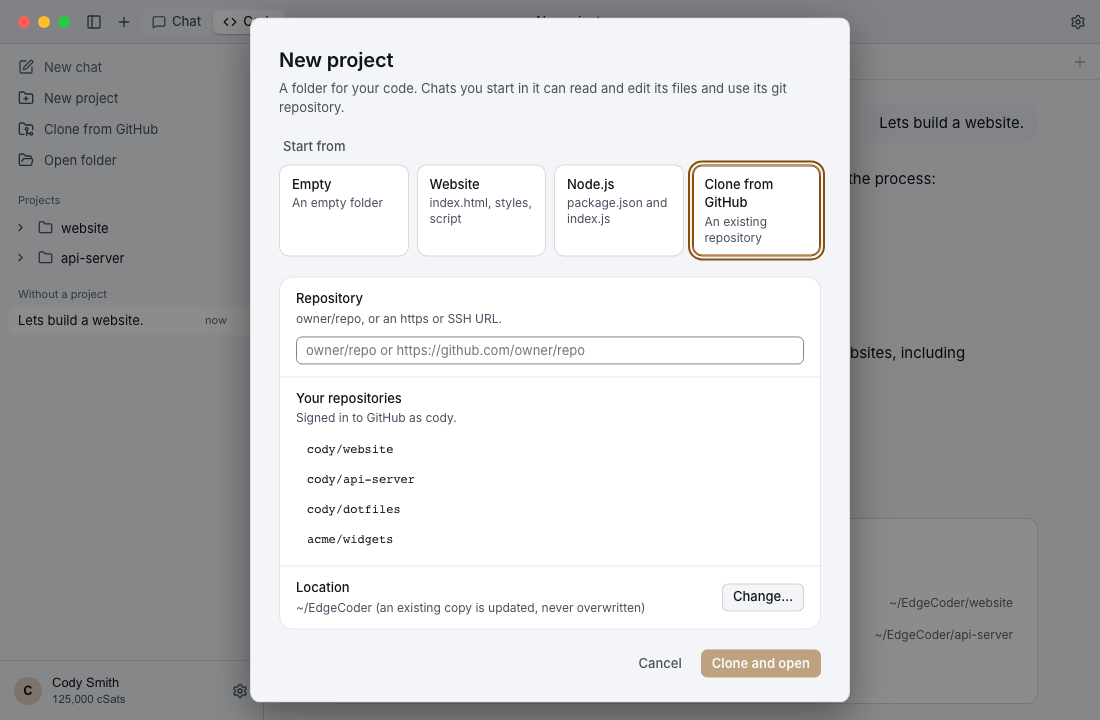 Chat
New project
New chat
New project
Clone from GitHub
Open folder
Projects
website
api-server
Without a project
Lets build a website.
now
Cody Smith
125,000 cSats
C
Lets build a website.
the process:
including
~/EdgeCoder/website
~/EdgeCoder/api-server
New project
A folder for your code. Chats you start in it can read and edit its files and use its git
repository.
Start from
Empty
An empty folder
Website
index.html, styles,
script
Node.js
package.json and
index.js
Clone from
GitHub
An existing
repository
Repository
owner/repo, or an https or SSH URL.
owner/repo or https://github.com/owner/repo
Your repositories
Signed in to GitHub as cody.
cody/website
cody/api-server
cody/dotfiles
acme/widgets
Location
~/EdgeCoder (an existing copy is updated, never overwritten)
Change...
Cancel
Clone and open